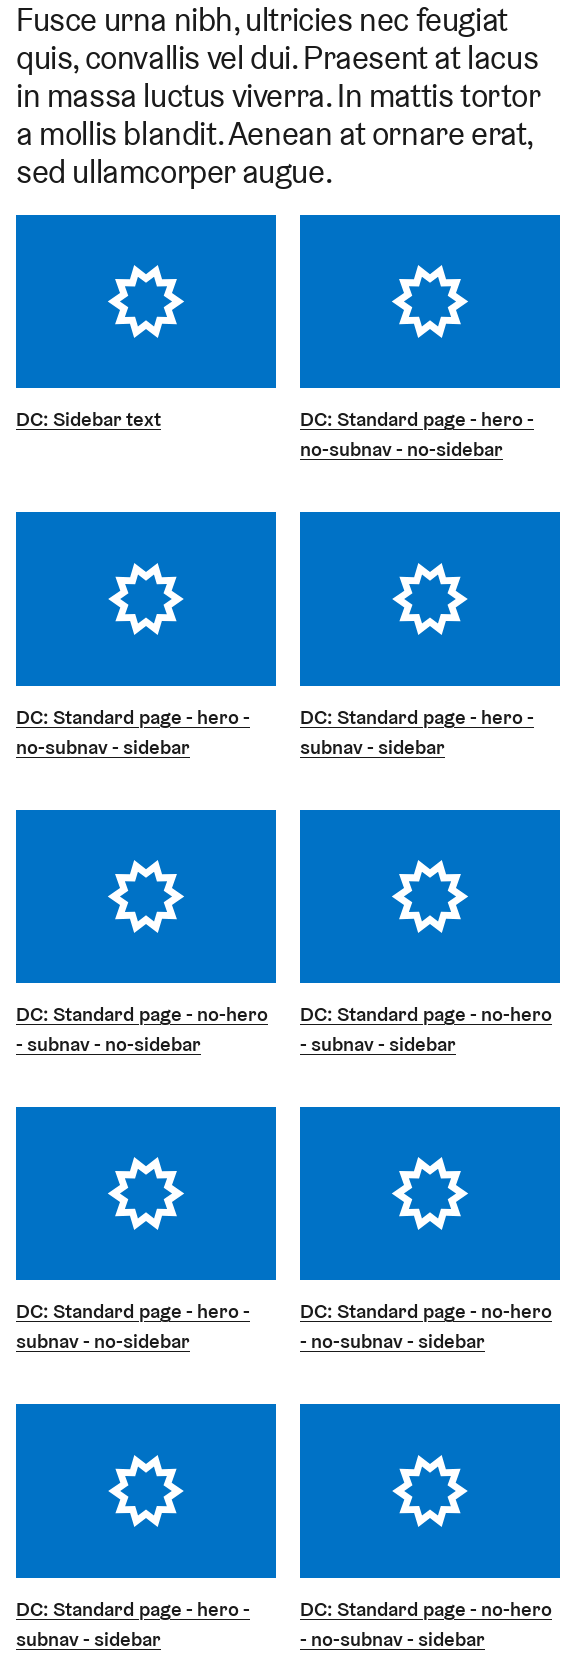 Fusce urna nibh, ultricies nec feugiat
quis, convallis vel dui. Praesent at lacus
in massa luctus viverra. In mattis tortor
a mollis blandit. Aenean at ornare erat,
sed ullamcorper augue.
DC: Sidebar text
DC: Standard page - hero -
no-subnav - no-sidebar
DC: Standard page - hero -
no-subnav - sidebar
DC: Standard page - hero -
subnav - sidebar
DC: Standard page - no-hero
- subnav - no-sidebar
DC: Standard page - no-hero
- subnav - sidebar
DC: Standard page - hero -
subnav - no-sidebar
DC: Standard page - no-hero
- no-subnav - sidebar
DC: Standard page - hero -
subnav - sidebar
DC: Standard page - no-hero
- no-subnav - sidebar